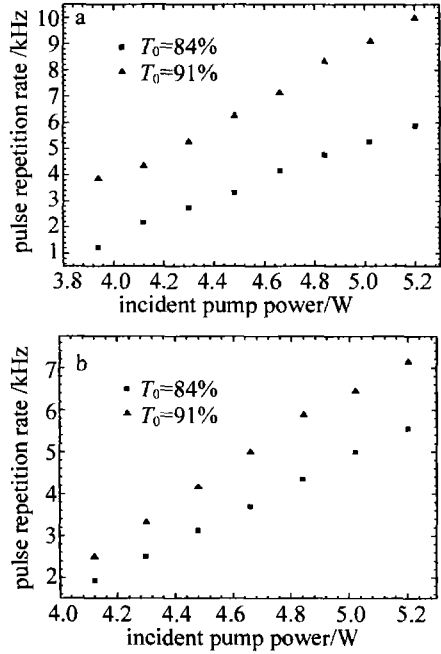 a
T₀=84%
T₀=91%
pulse repetition rate /kHz
10
9
8
7
6
5
4
3
2
1
3.8 4.0 4.2 4.4 4.6 4.8 5.0 5.2
incident pump power/W
b
T₀=84%
T₀=91%
pulse repetition rate /kHz
7
6
5
4
3
2
4.0 4.2 4.4 4.6 4.8 5.0 5.2
incident pump power/W